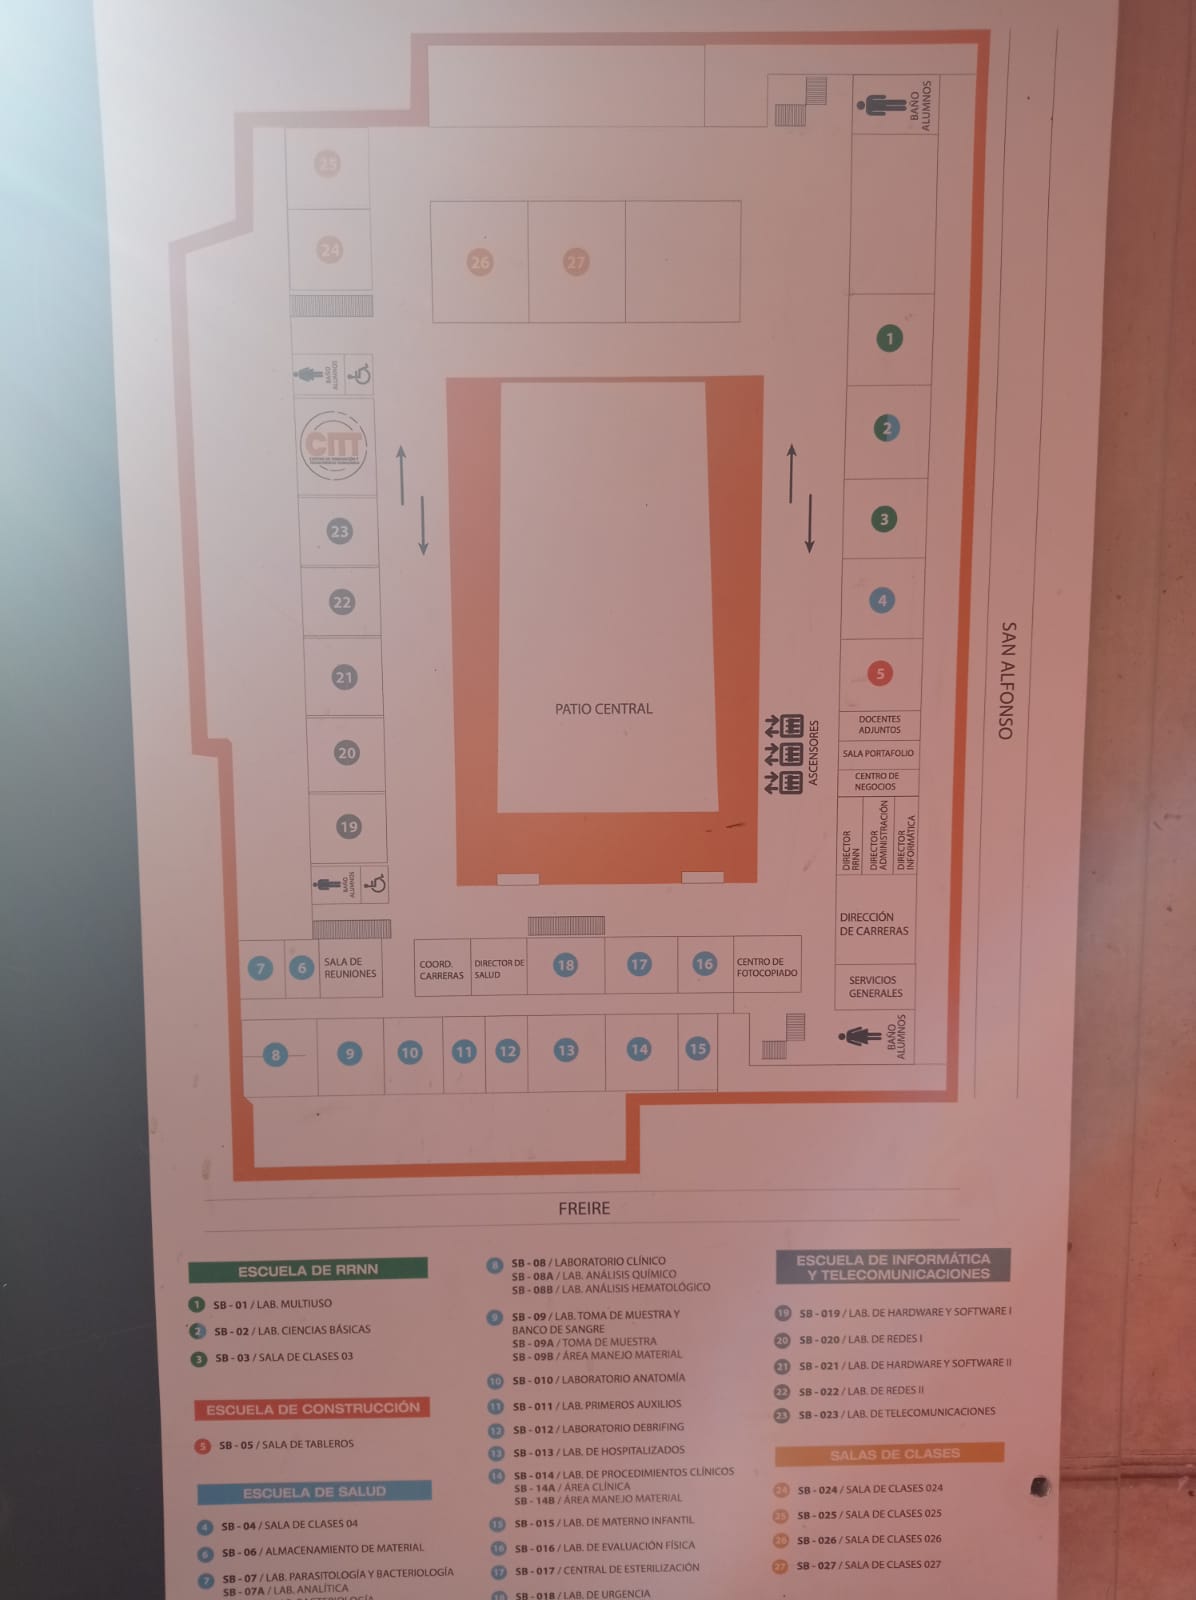 BAÑO
ALUMNOS
25
24
26
27
1
BAÑO
ALUMNOS
CITT
2
23
3
22
4
21
5
SAN ALFONSO
PATIO CENTRAL
ASCENSORES
DOCENTES
ADJUNTOS
SALA PORTAFOLIO
CENTRO DE
NEGOCIOS
20
19
DIRECTOR
RRNN
DIRECTOR
ADMINISTRACIÓN
DIRECTOR
INFORMÁTICA
BAÑO
ALUMNOS
DIRECCIÓN
DE CARRERAS
7
6
SALA DE
REUNIONES
COORD.
CARRERAS
DIRECTOR DE
SALUD
18
17
16
CENTRO DE
FOTOCOPIADO
SERVICIOS
GENERALES
BAÑO
ALUMNOS
8
9
10
11
12
13
14
15
FREIRE
ESCUELA DE RRNN
1 SB - 01 / LAB. MULTIUSO
2 SB - 02 / LAB. CIENCIAS BÁSICAS
3 SB - 03 / SALA DE CLASES 03
ESCUELA DE CONSTRUCCIÓN
5 SB - 05 / SALA DE TABLEROS
ESCUELA DE SALUD
4 SB - 04 / SALA DE CLASES 04
6 SB - 06 / ALMACENAMIENTO DE MATERIAL
7 SB - 07 / LAB. PARASITOLOGÍA Y BACTERIOLOGÍA
SB - 07A / LAB. ANALÍTICA
8 SB - 08 / LABORATORIO CLÍNICO
SB - 08A / LAB. ANÁLISIS QUÍMICO
SB - 08B / LAB. ANÁLISIS HEMATOLÓGICO
9 SB - 09 / LAB. TOMA DE MUESTRA Y
BANCO DE SANGRE
SB - 09A / TOMA DE MUESTRA
SB - 09B / ÁREA MANEJO MATERIAL
10 SB - 010 / LABORATORIO ANATOMÍA
11 SB - 011 / LAB. PRIMEROS AUXILIOS
12 SB - 012 / LABORATORIO DEBRIFING
13 SB - 013 / LAB. DE HOSPITALIZADOS
14 SB - 014 / LAB. DE PROCEDIMIENTOS CLÍNICOS
SB - 14A / ÁREA CLÍNICA
SB - 14B / ÁREA MANEJO MATERIAL
15 SB - 015 / LAB. DE MATERNO INFANTIL
16 SB - 016 / LAB. DE EVALUACIÓN FÍSICA
17 SB - 017 / CENTRAL DE ESTERILIZACIÓN
18 SB - 018 / LAB. DE URGENCIA
ESCUELA DE INFORMÁTICA
Y TELECOMUNICACIONES
19 SB - 019 / LAB. DE HARDWARE Y SOFTWARE I
20 SB - 020 / LAB. DE REDES I
21 SB - 021 / LAB. DE HARDWARE Y SOFTWARE II
22 SB - 022 / LAB. DE REDES II
23 SB - 023 / LAB. DE TELECOMUNICACIONES
SALAS DE CLASES
24 SB - 024 / SALA DE CLASES 024
25 SB - 025 / SALA DE CLASES 025
26 SB - 026 / SALA DE CLASES 026
27 SB - 027 / SALA DE CLASES 027